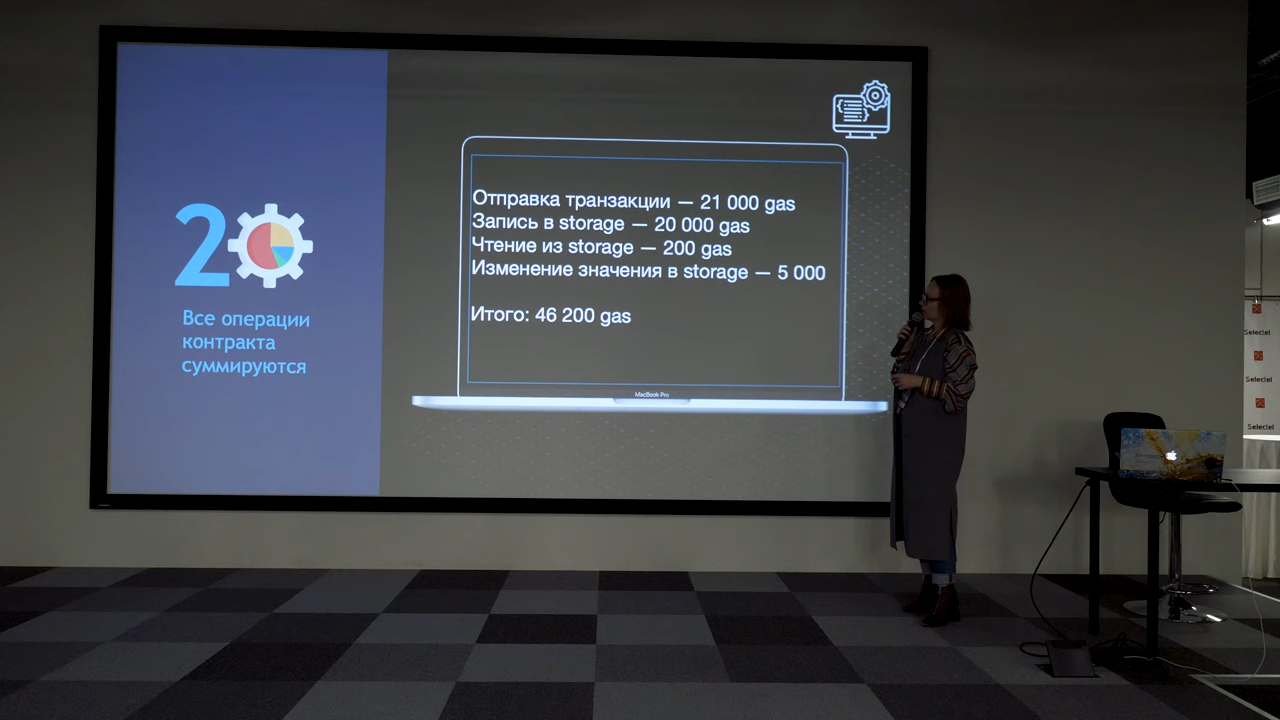 20
Все операции
контракта
суммируются
Отправка транзакции — 21 000 gas
Запись в storage — 20 000 gas
Чтение из storage — 200 gas
Изменение значения в storage — 5 000
Итого: 46 200 gas
MacBook Pro
Selectel
Selectel
Selectel